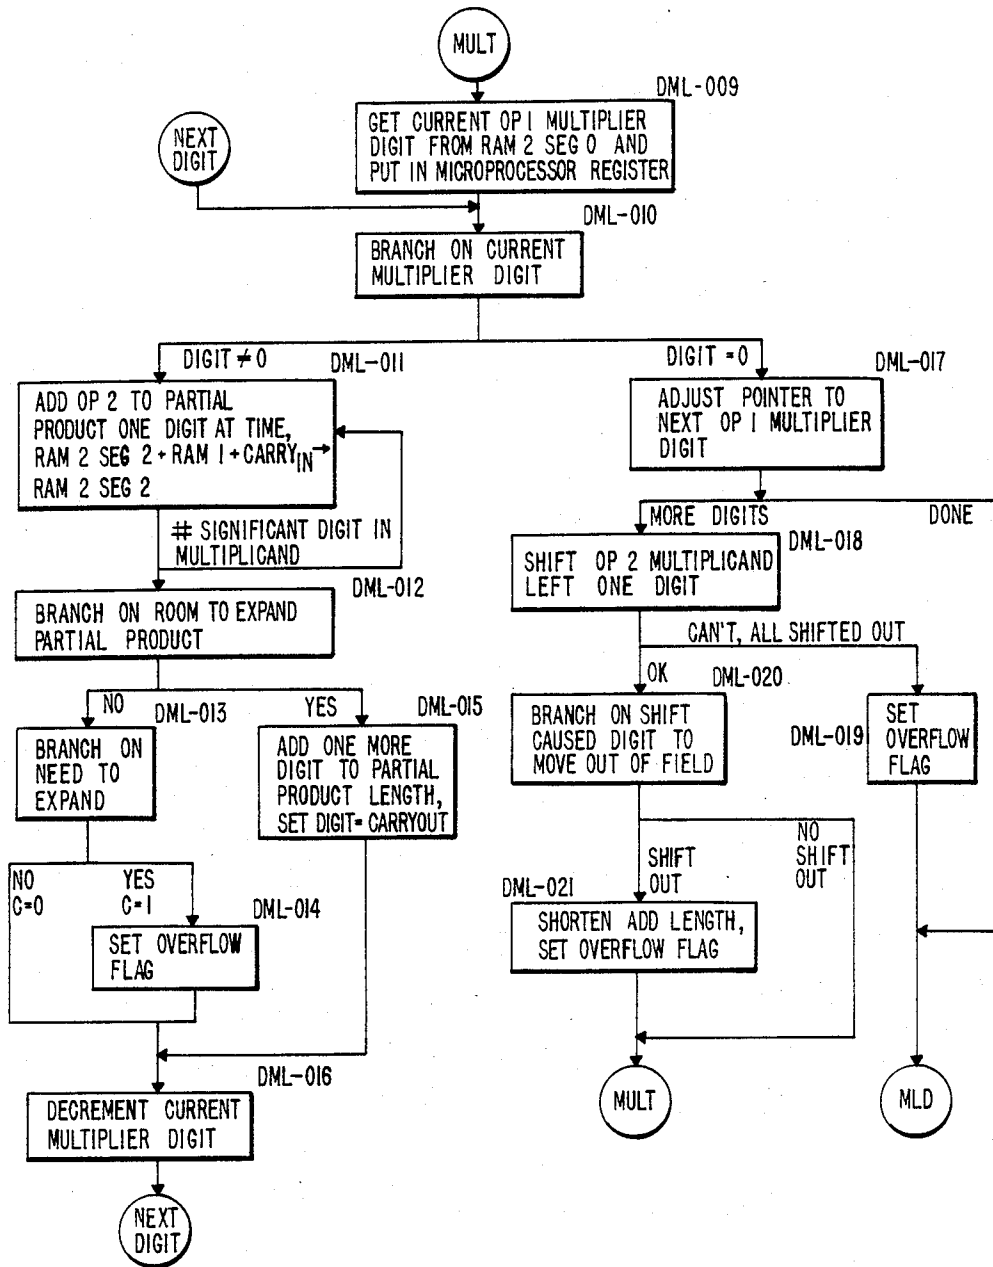 MULT
DML-009
GET CURRENT OP 1 MULTIPLIER
DIGIT FROM RAM 2 SEG 0 AND
PUT IN MICROPROCESSOR REGISTER
NEXT
DIGIT
DML-010
BRANCH ON CURRENT
MULTIPLIER DIGIT
DIGIT ≠ 0
DML-011
ADD OP 2 TO PARTIAL
PRODUCT ONE DIGIT AT TIME,
RAM 2 SEG 2 + RAM 1 + CARRY IN →
RAM 2 SEG 2
# SIGNIFICANT DIGIT IN
MULTIPLICAND
DML-012
BRANCH ON ROOM TO EXPAND
PARTIAL PRODUCT
NO
DML-013
BRANCH ON
NEED TO
EXPAND
YES
DML-015
ADD ONE MORE
DIGIT TO PARTIAL
PRODUCT LENGTH,
SET DIGIT = CARRYOUT
NO
C=0
YES
C=1
DML-014
SET OVERFLOW
FLAG
DML-016
DECREMENT CURRENT
MULTIPLIER DIGIT
NEXT
DIGIT
DIGIT = 0
DML-017
ADJUST POINTER TO
NEXT OP 1 MULTIPLIER
DIGIT
MORE DIGITS
DONE
DML-018
SHIFT OP 2 MULTIPLICAND
LEFT ONE DIGIT
CAN'T, ALL SHIFTED OUT
OK
DML-020
BRANCH ON SHIFT
CAUSED DIGIT TO
MOVE OUT OF FIELD
DML-019
SET
OVERFLOW
FLAG
SHIFT
OUT
NO
SHIFT
OUT
DML-021
SHORTEN ADD LENGTH,
SET OVERFLOW FLAG
MULT
MLD